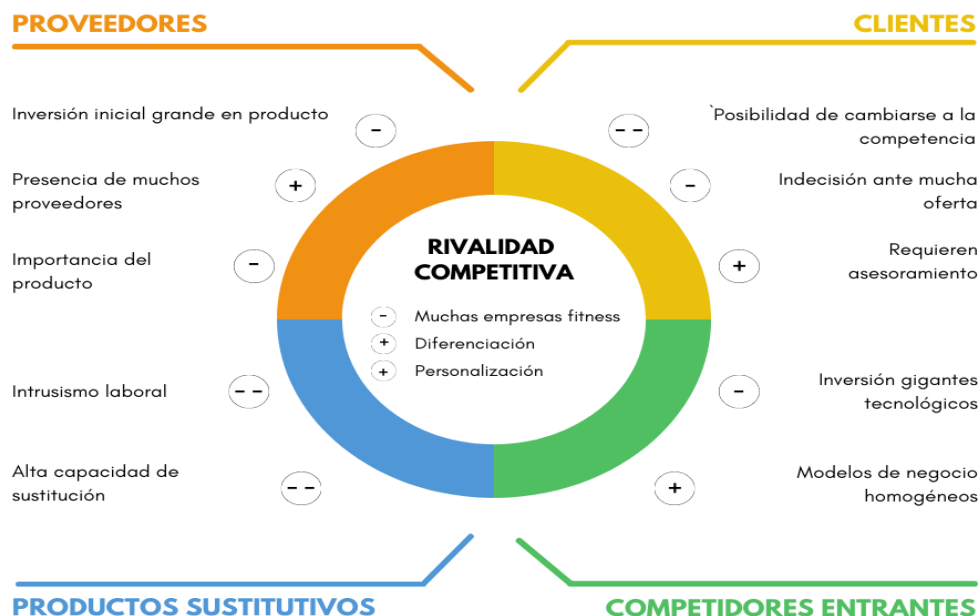 PROVEEDORES
CLIENTES
Inversión inicial grande en producto
-
Presencia de muchos
proveedores
+
Importancia del
producto
-
- -
`Posibilidad de cambiarse a la
competencia
-
Indecisión ante mucha
oferta
+
Requieren
asesoramiento
RIVALIDAD
COMPETITIVA
- Muchas empresas fitness
+ Diferenciación
+ Personalización
Intrusismo laboral
- -
Alta capacidad de
sustitución
- -
-
Inversión gigantes
tecnológicos
+
Modelos de negocio
homogéneos
PRODUCTOS SUSTITUTIVOS
COMPETIDORES ENTRANTES